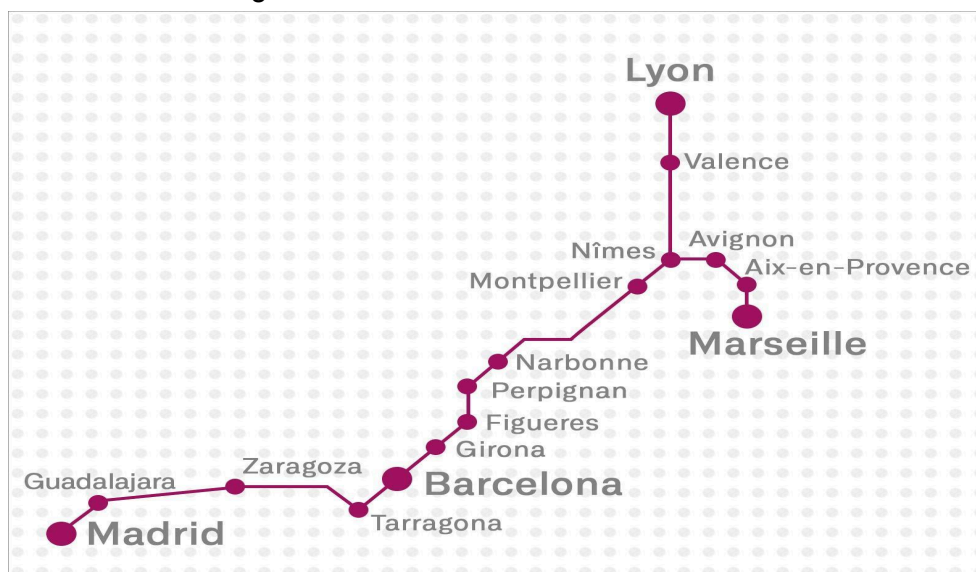 Lyon
Valence
Nîmes
Avignon
Montpellier
Aix-en-Provence
Marseille
Narbonne
Perpignan
Figueres
Girona
Zaragoza
Guadalajara
Barcelona
Tarragona
Madrid